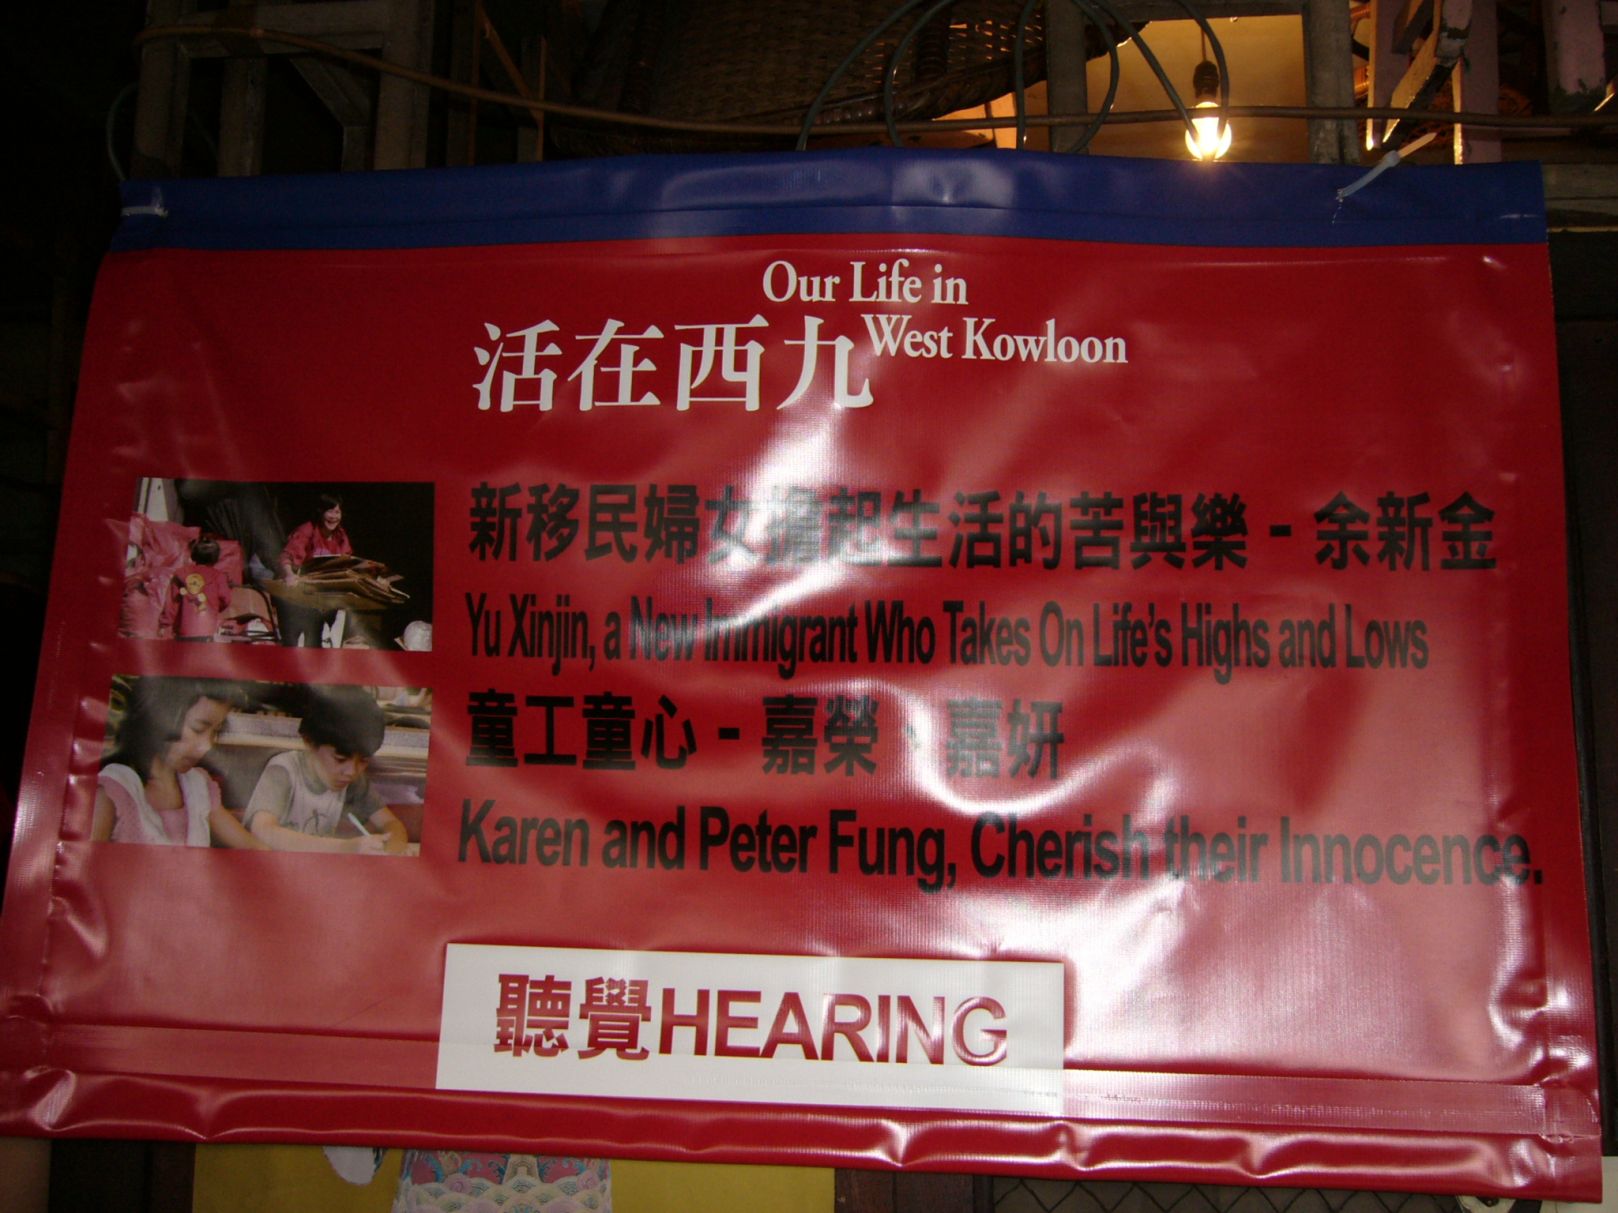 Our Life in
活在西九 West Kowloon
新移民婦女擔起生活的苦與樂 - 余新金
Yu Xinjin, a New Immigrant Who Takes On Life's Highs and Lows
童工童心 - 嘉榮、嘉妍
Karen and Peter Fung, Cherish their Innocence.
聽覺HEARING